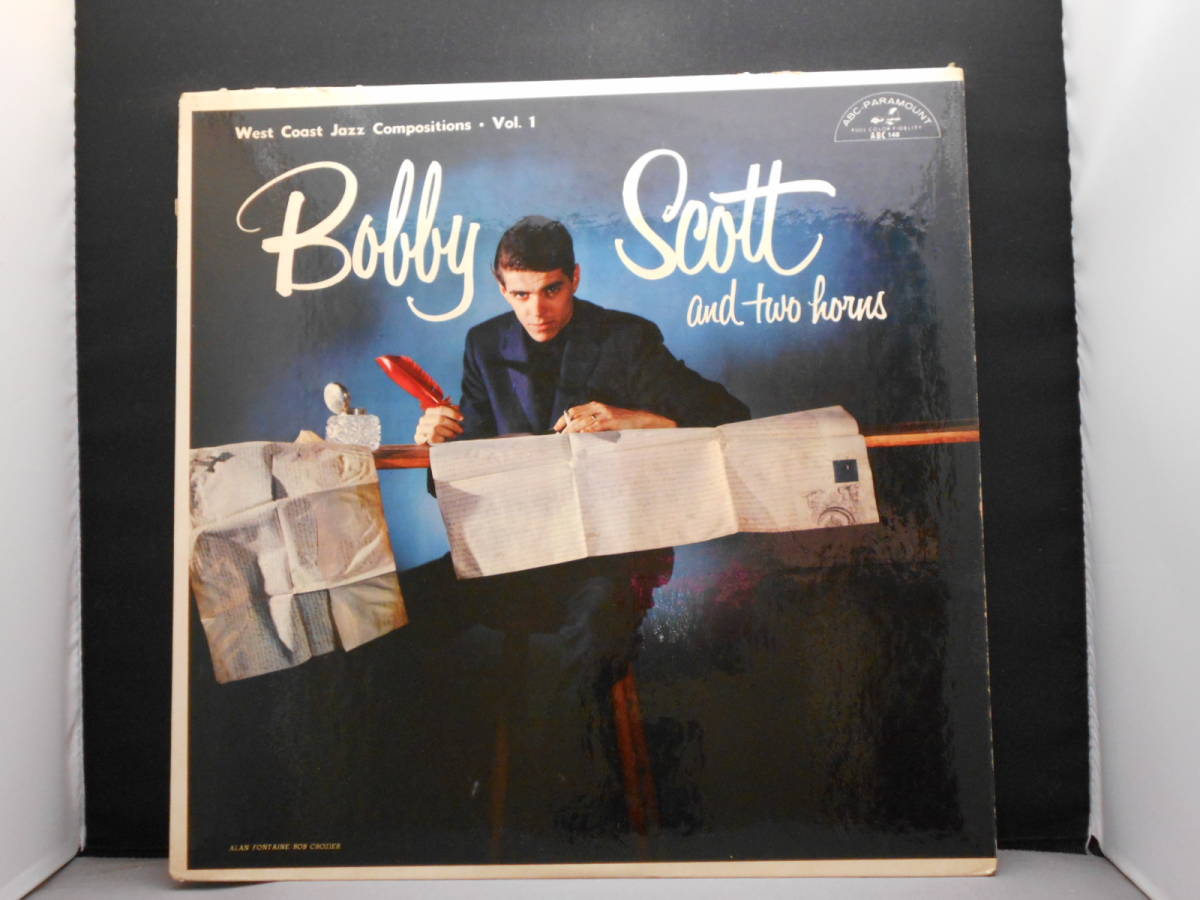 West Coast Jazz Compositions • Vol. 1
ABC-PARAMOUNT
FULL COLOR FIDELITY
ABC 148
Bobby Scott
and two horns
ALAN FONTAINE BOB CROZIER